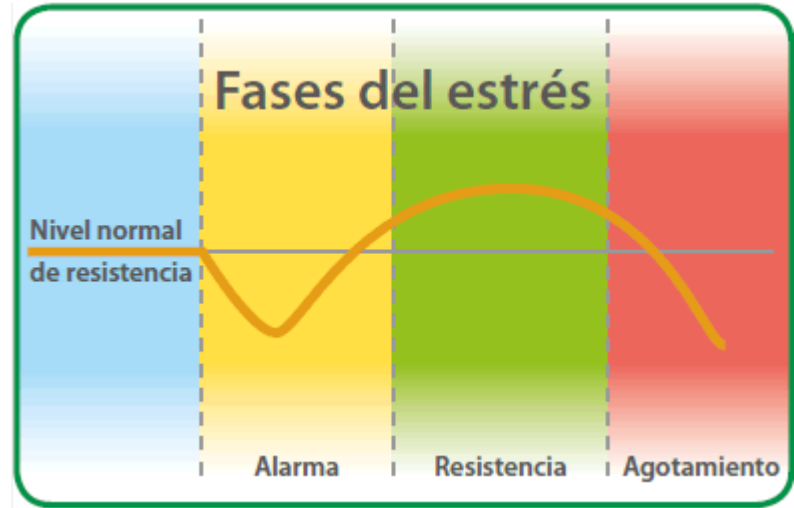 Fases del estrés
Nivel normal
de resistencia
Alarma
Resistencia
Agotamiento